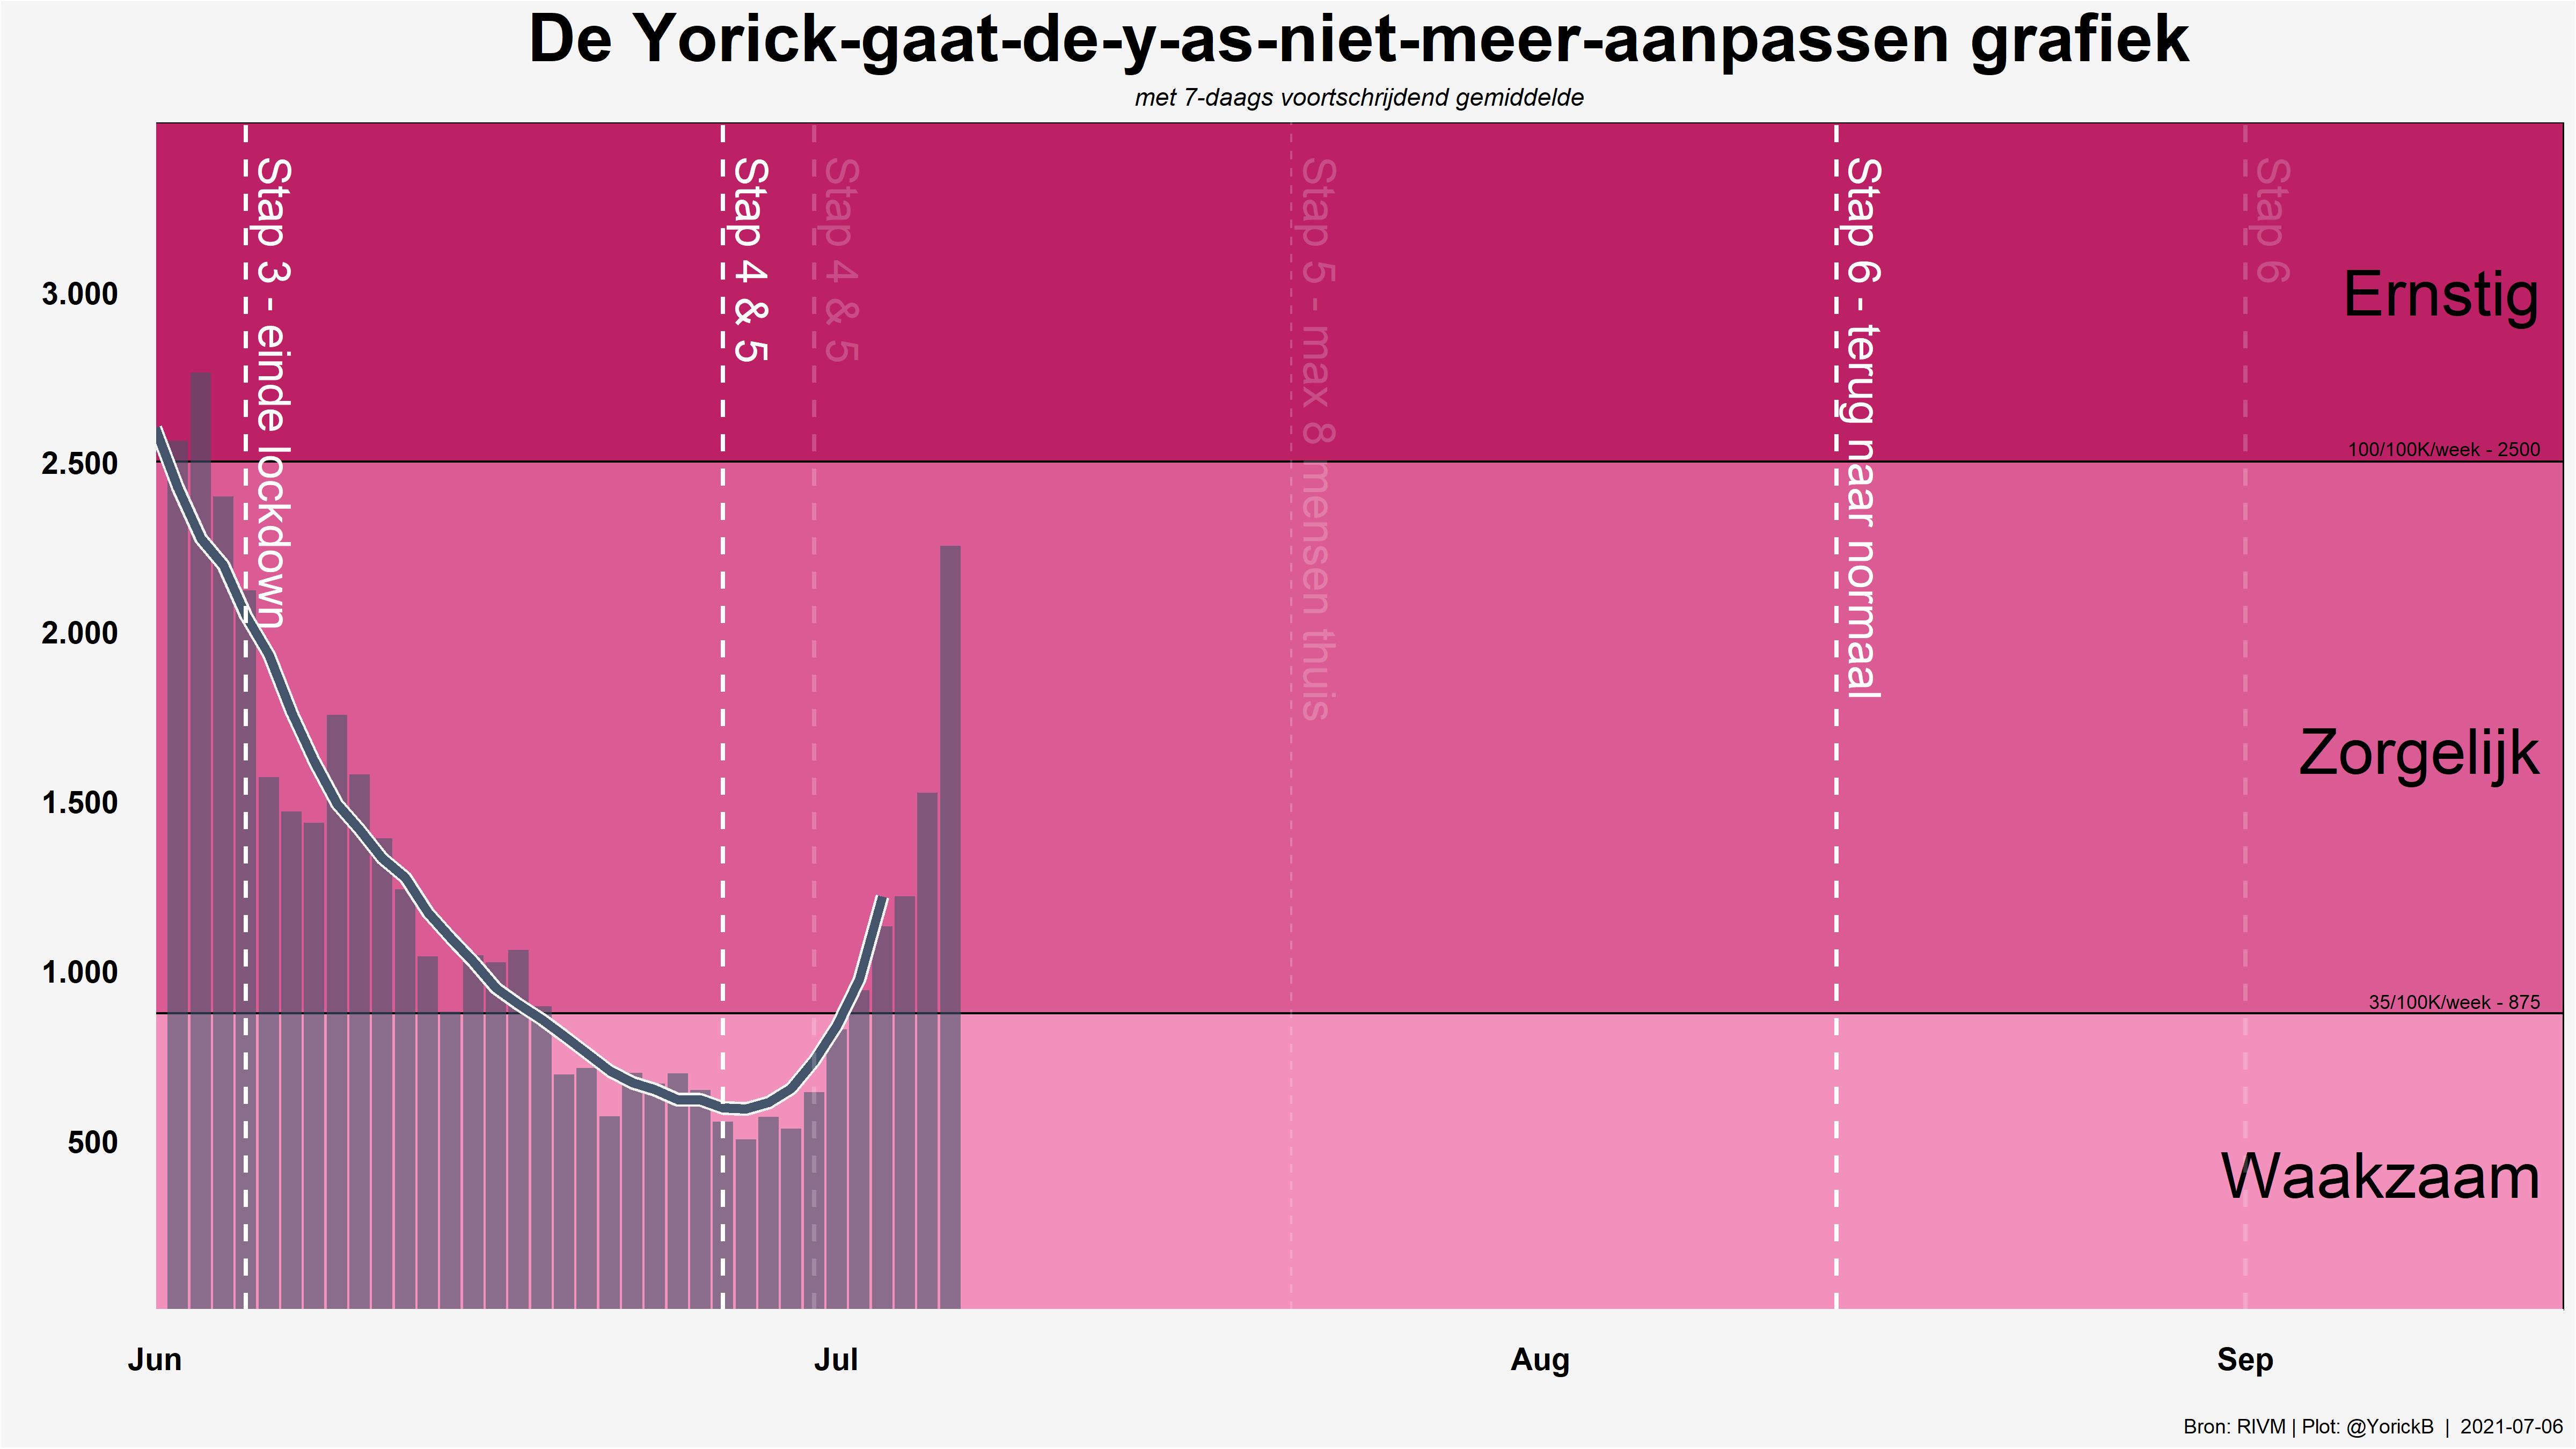 De Yorick-gaat-de-y-as-niet-meer-aanpassen grafiek
met 7-daags voortschrijdend gemiddelde
Stap 3 - einde lockdown
Stap 4 & 5
Stap 4 & 5
Stap 5 - max 8 mensen thuis
Stap 6 - terug naar normaal
Stap 6
3.000
Ernstig
100/100K/week - 2500
2.500
2.000
Zorgelijk
1.500
1.000
35/100K/week - 875
500
Waakzaam
Jun
Jul
Aug
Sep
Bron: RIVM | Plot: @YorickB | 2021-07-06